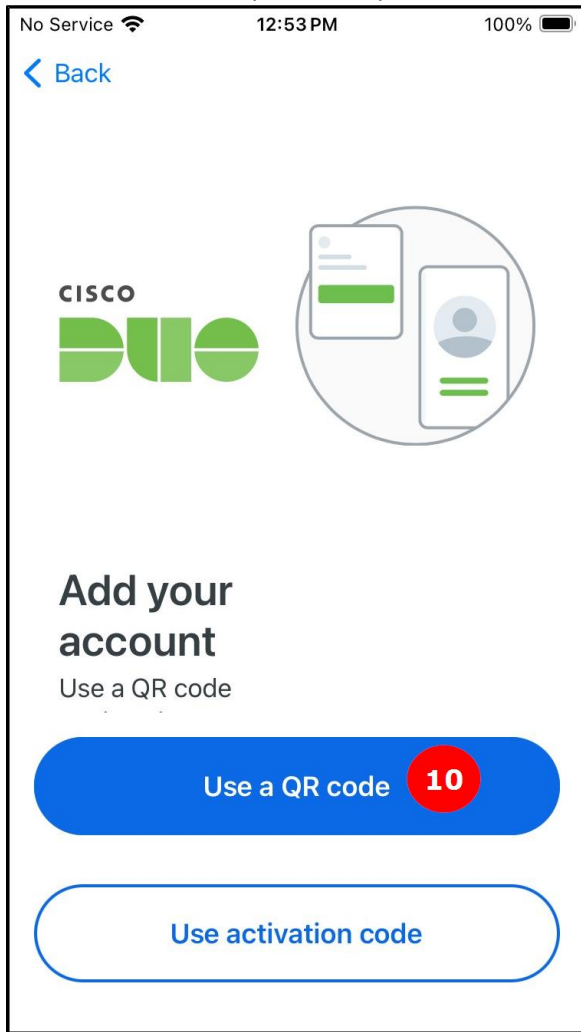 No Service 12:53 PM 100%
Back
CISCO
DUO
Add your
account
Use a QR code
Use a QR code 10
Use activation code